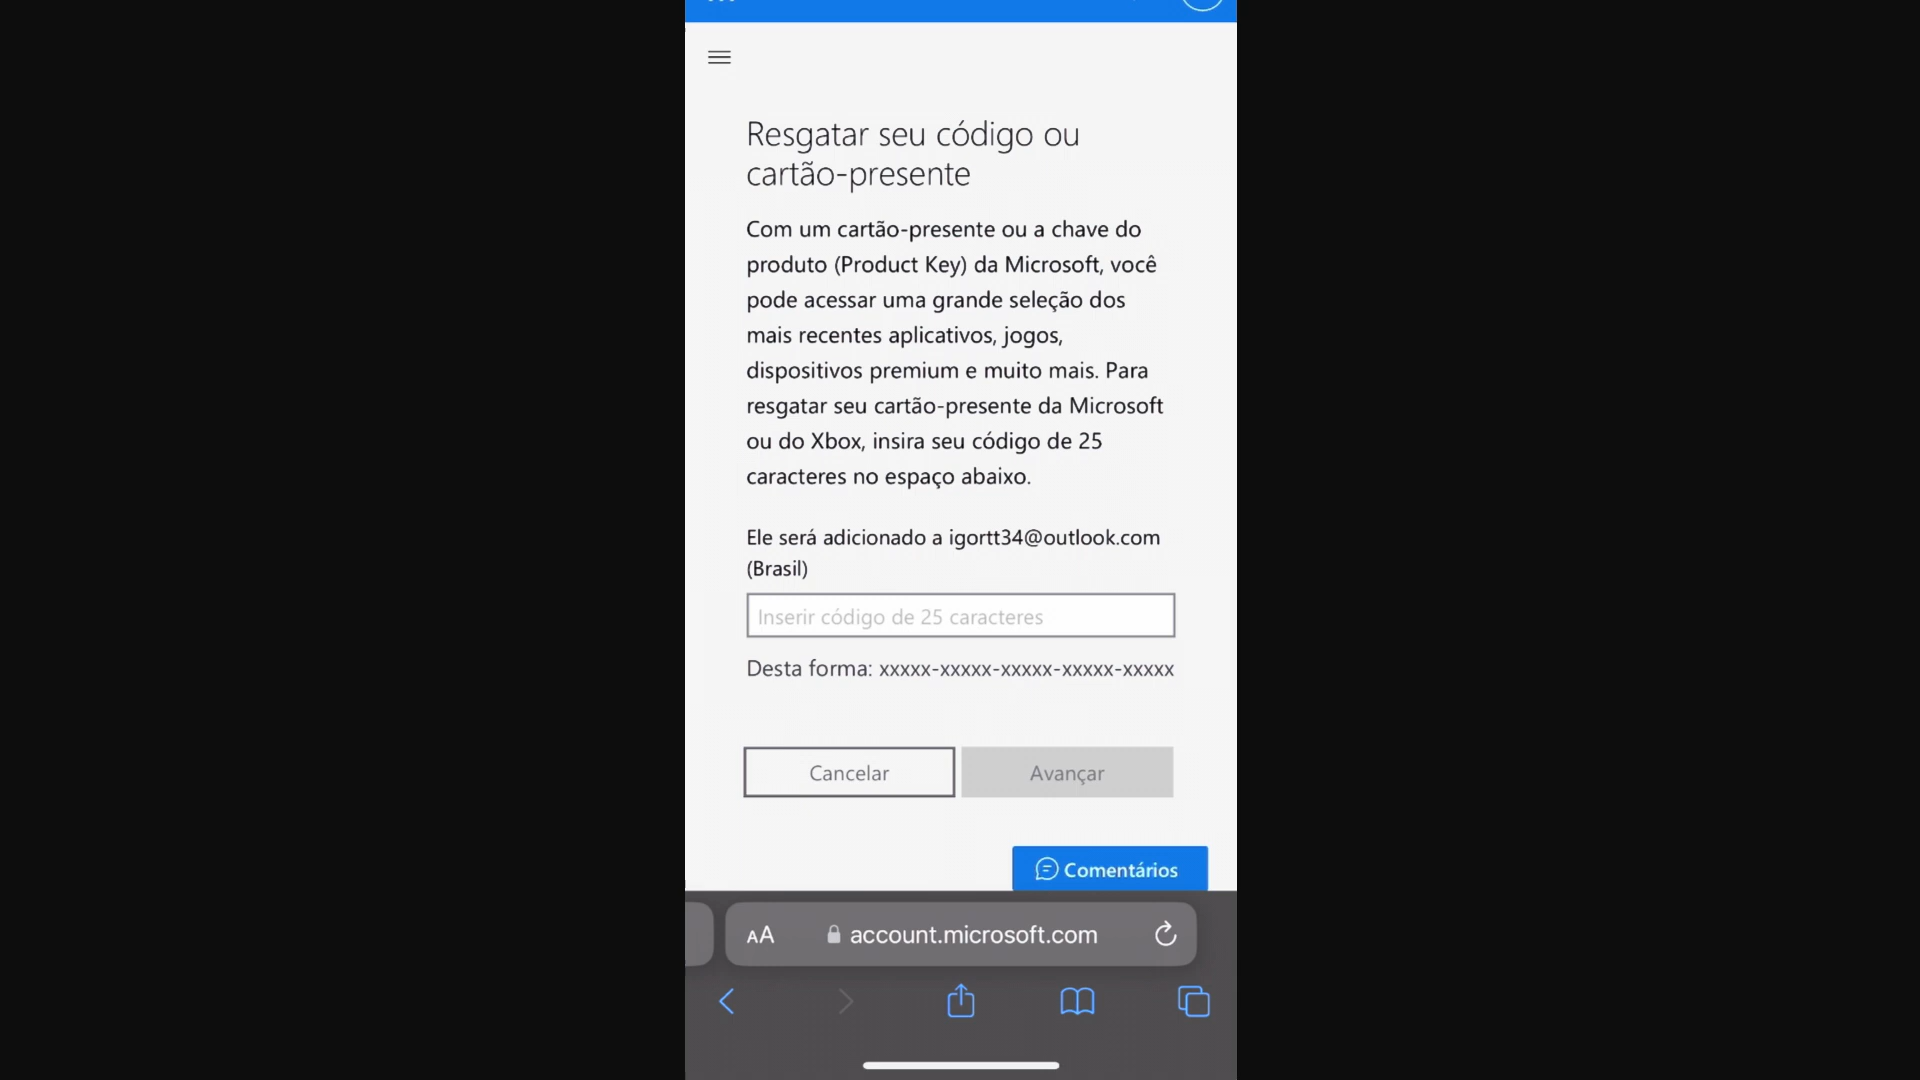 Resgatar seu código ou
cartão-presente
Com um cartão-presente ou a chave do
produto (Product Key) da Microsoft, você
pode acessar uma grande seleção dos
mais recentes aplicativos, jogos,
dispositivos premium e muito mais. Para
resgatar seu cartão-presente da Microsoft
ou do Xbox, insira seu código de 25
caracteres no espaço abaixo.
Ele será adicionado a igortt34@outlook.com
(Brasil)
Inserir código de 25 caracteres
Desta forma: xxxxx-xxxxx-xxxxx-xxxxx-xxxxx
Cancelar
Avançar
Comentários
AA
account.microsoft.com